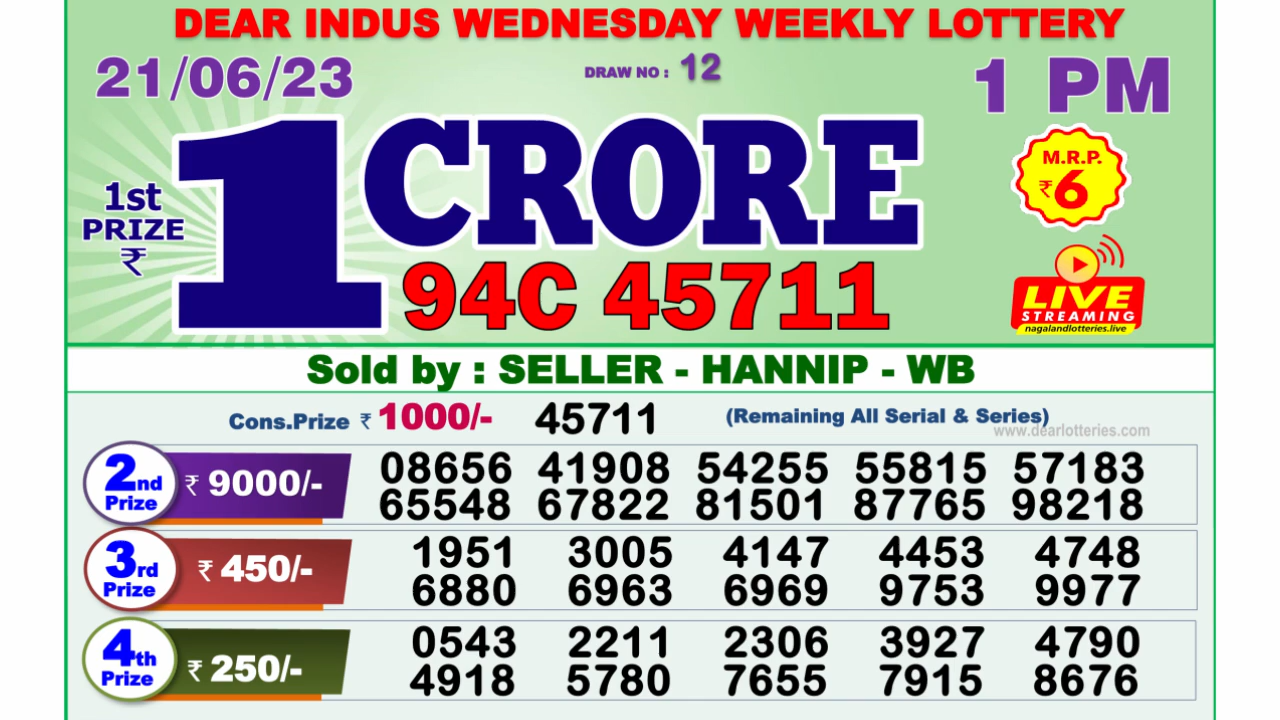 DEAR INDUS WEDNESDAY WEEKLY LOTTERY
21/06/23 DRAW NO : 12 1 PM
1st PRIZE ₹ 1 CRORE
M.R.P. ₹6
94C 45711
LIVE
STREAMING
nagalandlotteries.live
Sold by : SELLER - HANNIP - WB
Cons.Prize ₹ 1000/- 45711 (Remaining All Serial & Series)
www.dearlotteries.com
2nd Prize ₹ 9000/-
08656 41908 54255 55815 57183
65548 67822 81501 87765 98218
3rd Prize ₹ 450/-
1951 3005 4147 4453 4748
6880 6963 6969 9753 9977
4th Prize ₹ 250/-
0543 2211 2306 3927 4790
4918 5780 7655 7915 8676